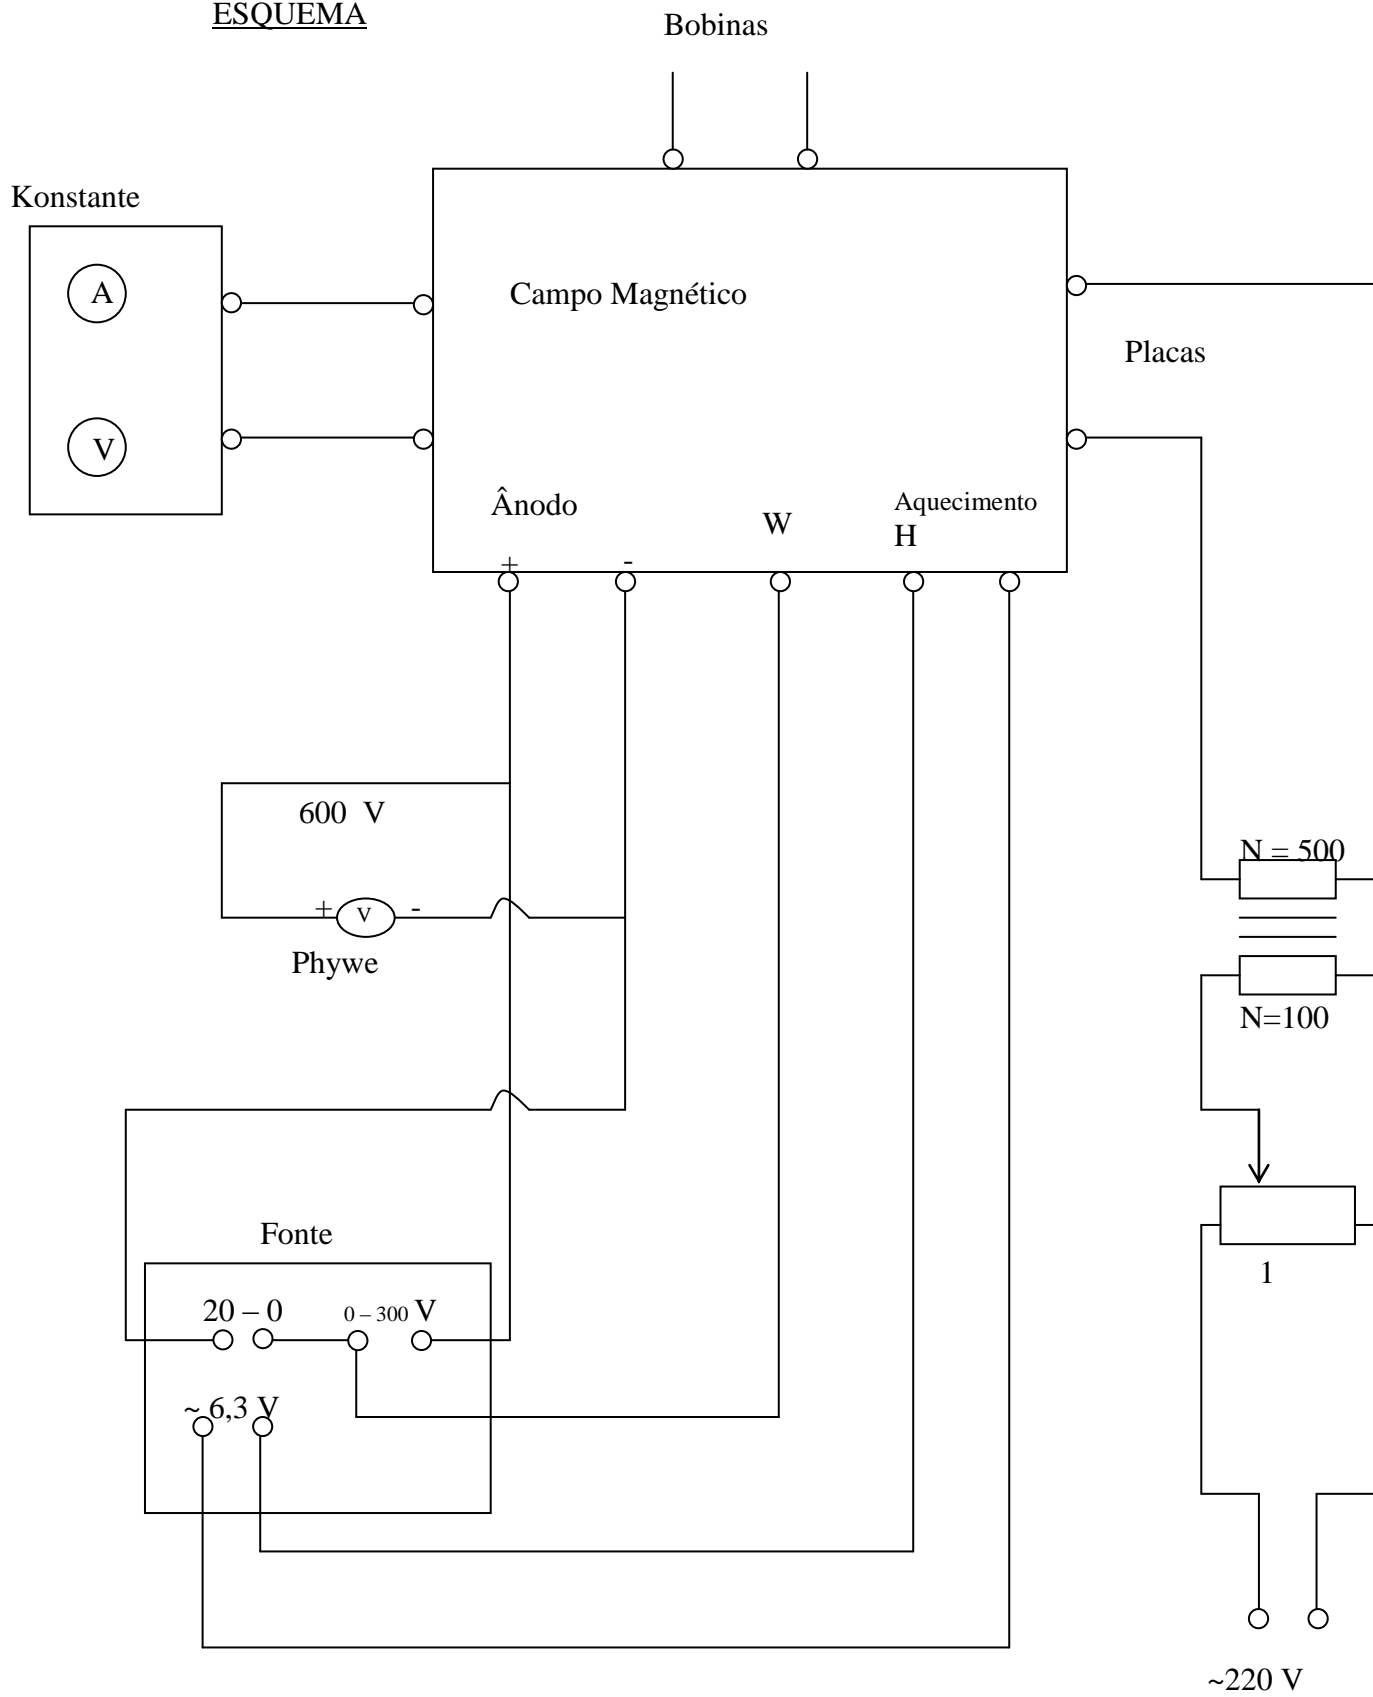 ESQUEMA
Bobinas
Konstante
A
Campo Magnético
Placas
V
Ânodo
W
Aquecimento
H
+ -
600 V
N = 500
+ V -
Phywe
N=100
Fonte
1
20 – 0 0 – 300 V
~ 6,3 V
~220 V